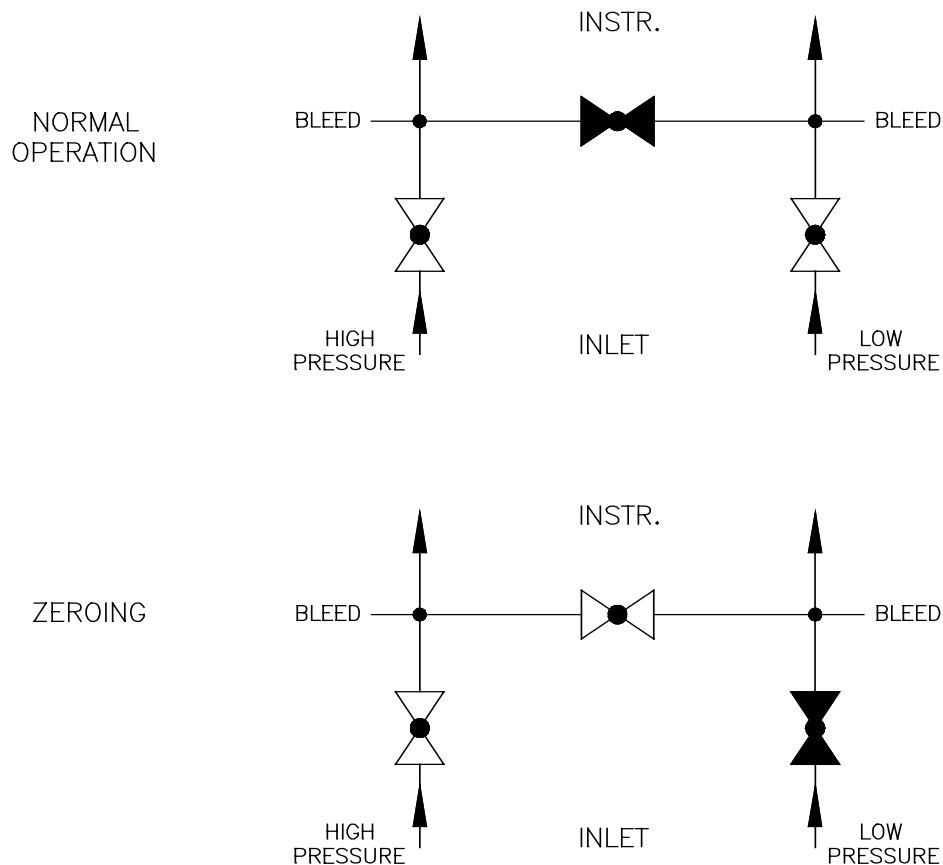 INSTR.
NORMAL
OPERATION
BLEED
BLEED
HIGH
PRESSURE
INLET
LOW
PRESSURE
INSTR.
ZEROING
BLEED
BLEED
HIGH
PRESSURE
INLET
LOW
PRESSURE